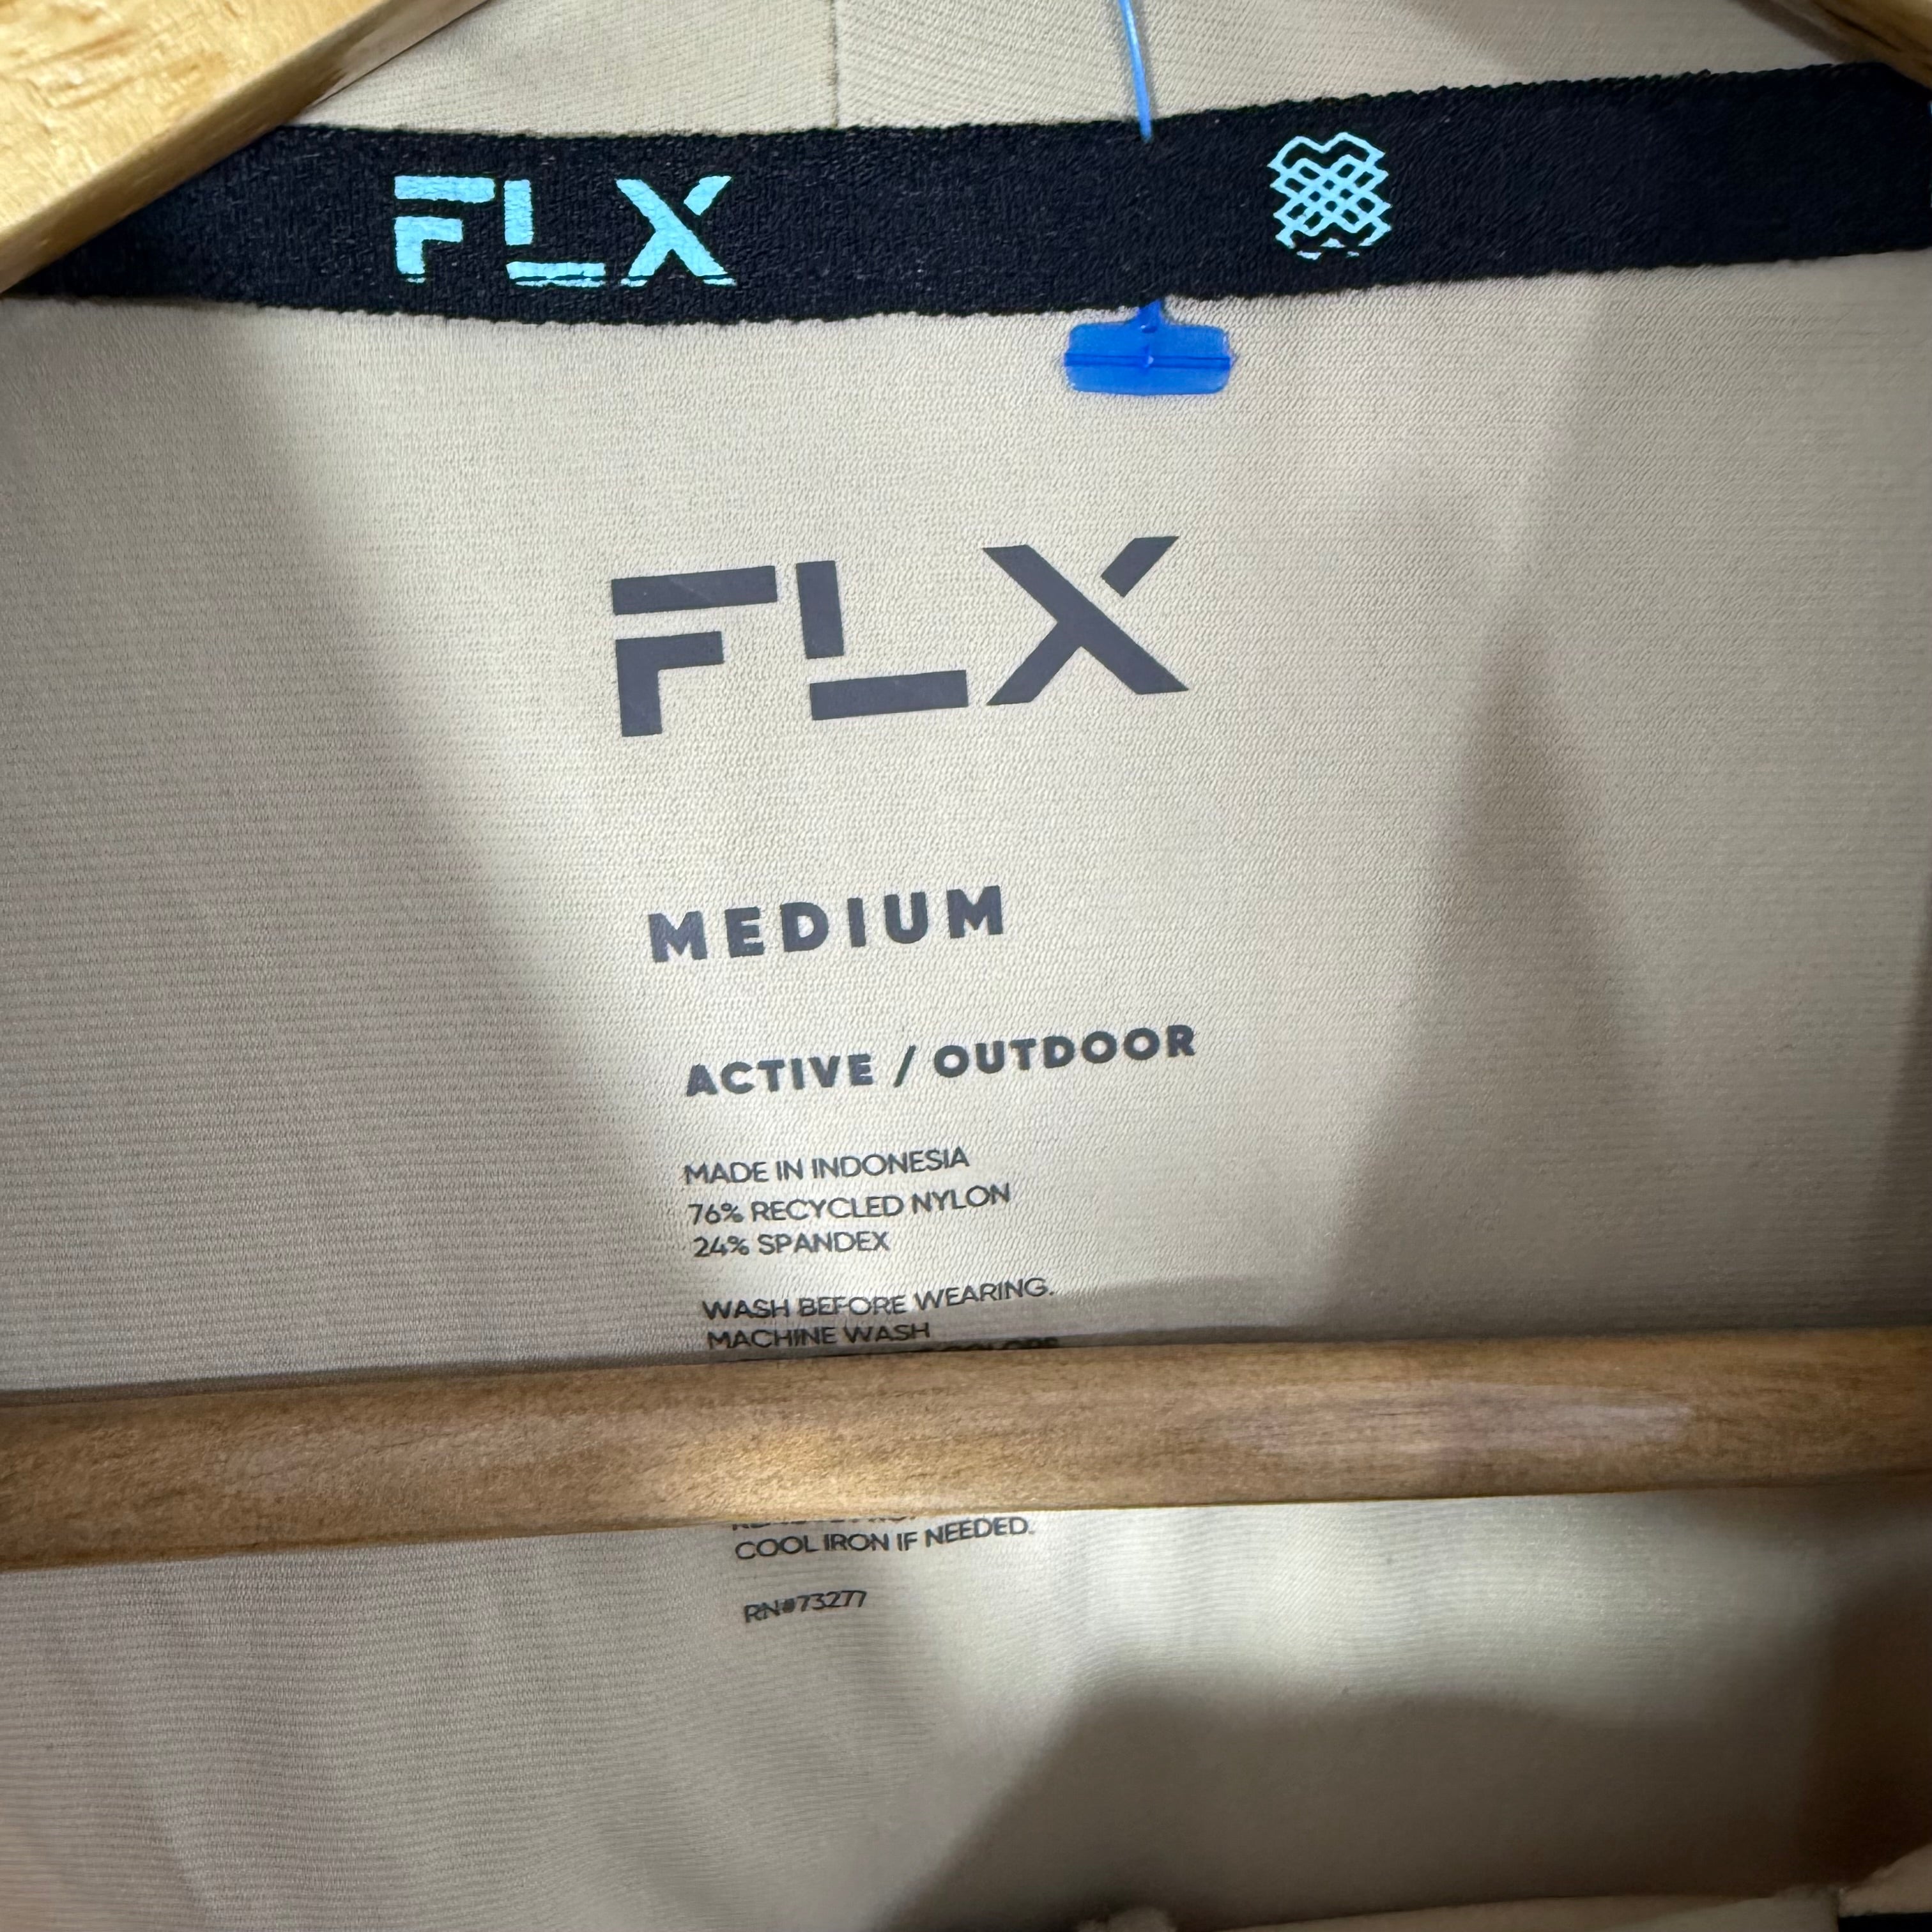 FLX
FLX
MEDIUM
ACTIVE / OUTDOOR
MADE IN INDONESIA
76% RECYCLED NYLON
24% SPANDEX
WASH BEFORE WEARING.
MACHINE WASH
COLORS
COOL IRON IF NEEDED.
RN#73277